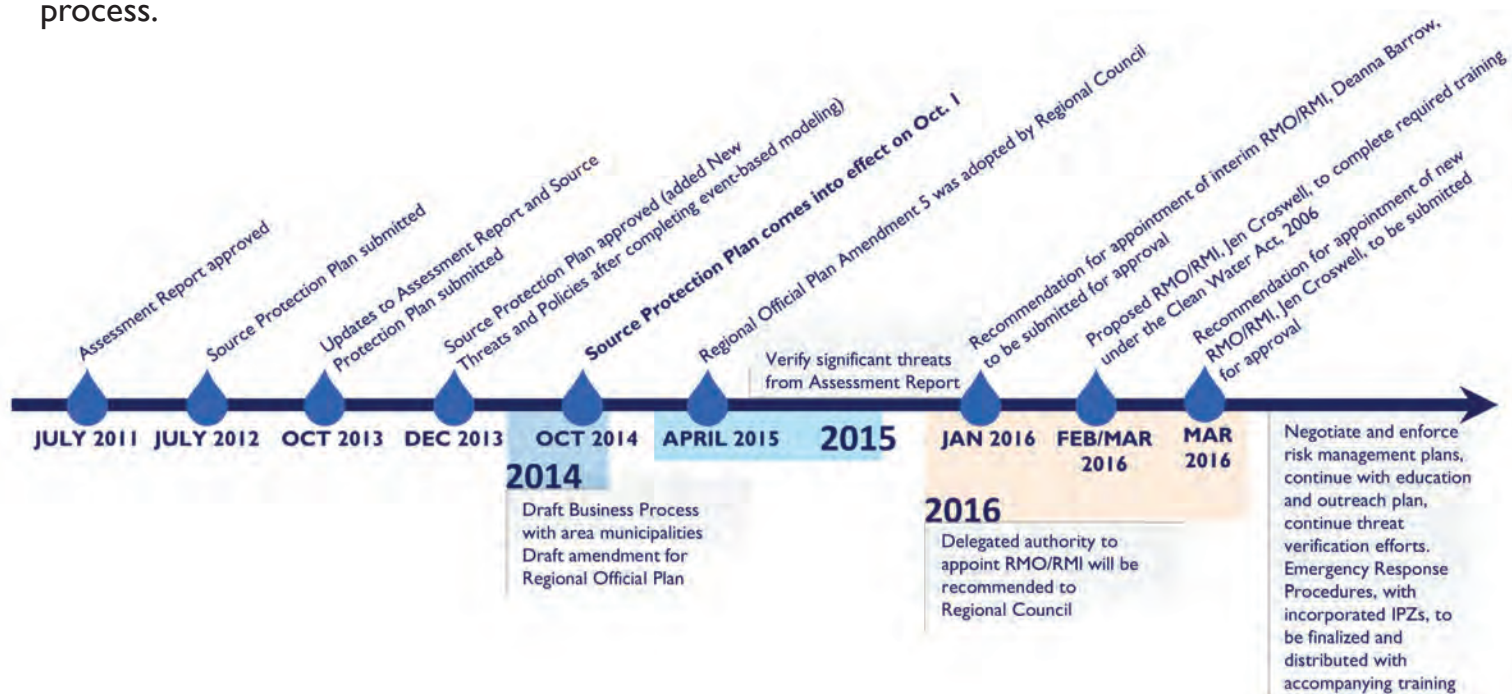 process.
Assessment Report approved
Source Protection Plan submitted
Updates to Assessment Report and Source
Protection Plan submitted
Source Protection Plan approved (added New
Threats and Policies after completing event-based modeling)
Source Protection Plan comes into effect on Oct. 1
Regional Official Plan Amendment 5 was adopted by Regional Council
Verify significant threats
from Assessment Report
Recommendation for appointment of interim RMO/RMI, Deanna Barrow,
to be submitted for approval
Proposed RMO/RMI, Jen Croswell, to complete required training
under the Clean Water Act, 2006
Recommendation for appointment of new
RMO/RMI, Jen Croswell, to be submitted
for approval
JULY 2011
JULY 2012
OCT 2013
DEC 2013
OCT 2014
APRIL 2015
2015
JAN 2016
FEB/MAR
2016
MAR
2016
2014
Draft Business Process
with area municipalities
Draft amendment for
Regional Official Plan
2016
Delegated authority to
appoint RMO/RMI will be
recommended to
Regional Council
Negotiate and enforce
risk management plans,
continue with education
and outreach plan,
continue threat
verification efforts.
Emergency Response
Procedures, with
incorporated IPZs, to
be finalized and
distributed with
accompanying training